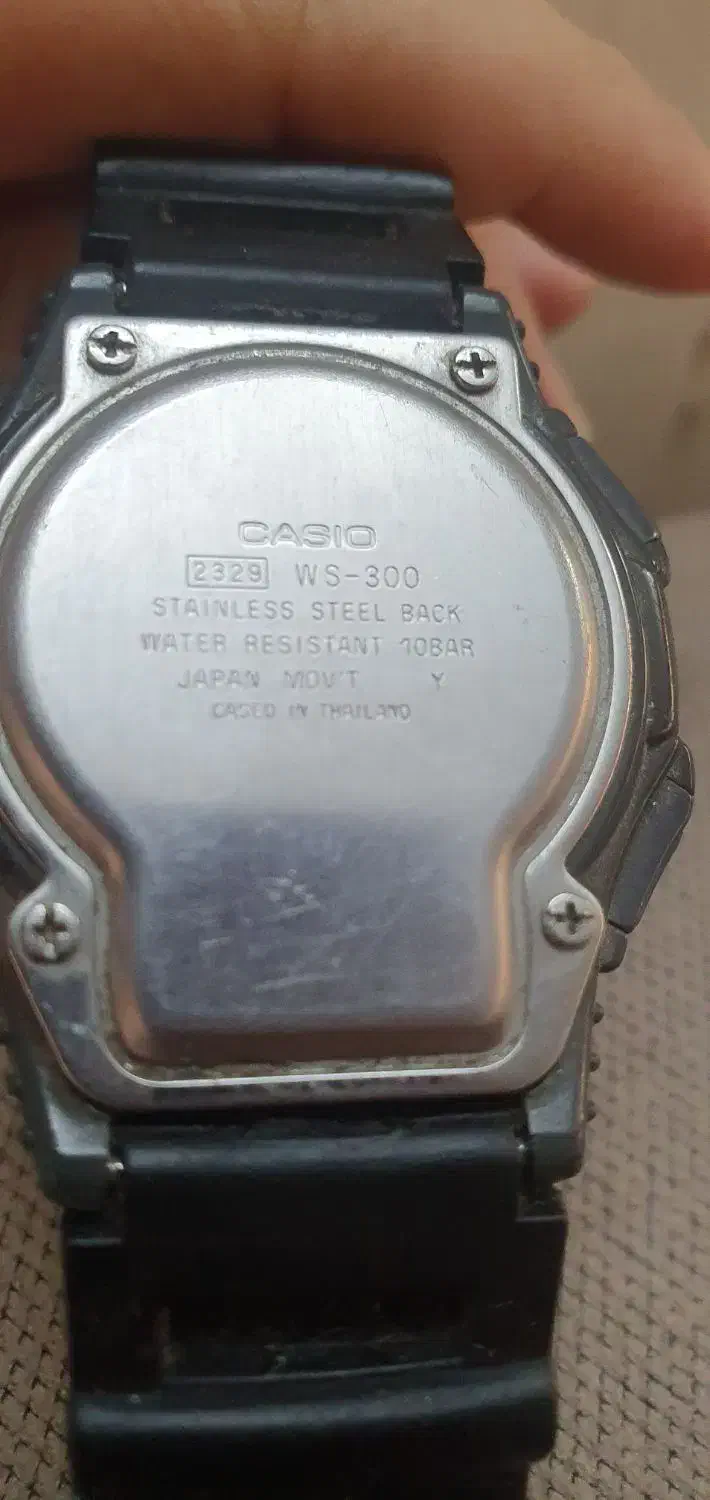 CASIO
2329 WS-300
STAINLESS STEEL BACK
WATER RESISTANT 10BAR
JAPAN MOV'T Y
CASED IN THAILAND